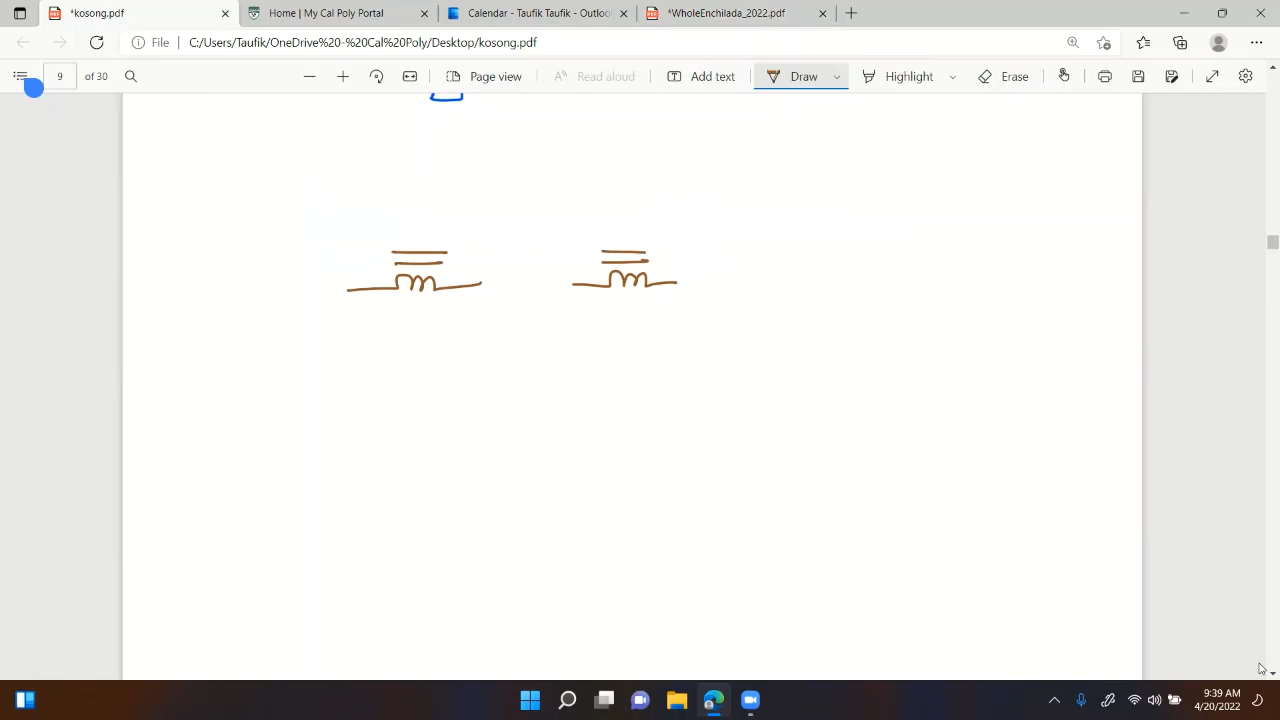 *kosong.pdf
Home | My Cal Poly Portal
Calendar - Taufik Taufik - Outloo
*WholeEnchilada_2022.pdf
File
C:/Users/Taufik/OneDrive%20-%20Cal%20Poly/Desktop/kosong.pdf
9 of 30
Page view
Read aloud
Add text
Draw
Highlight
Erase
9:39 AM
4/20/2022